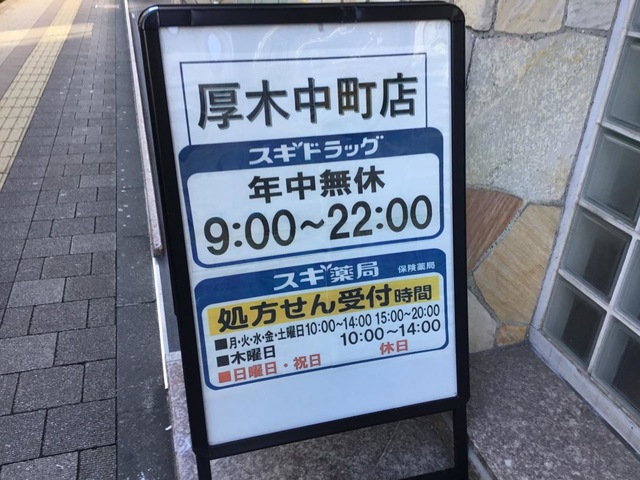 厚木中町店
スギドラッグ
年中無休
9:00~22:00
スギ薬局 保険薬局
処方せん受付時間
■月・火・水・金・土曜日10:00~14:00 15:00~20:00
■木曜日 10:00~14:00
■日曜日・祝日 休日